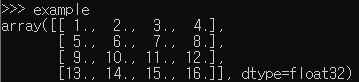 >>> example
array([[ 1., 2., 3., 4.],
[ 5., 6., 7., 8.],
[ 9., 10., 11., 12.],
[13., 14., 15., 16.]], dtype=float32)